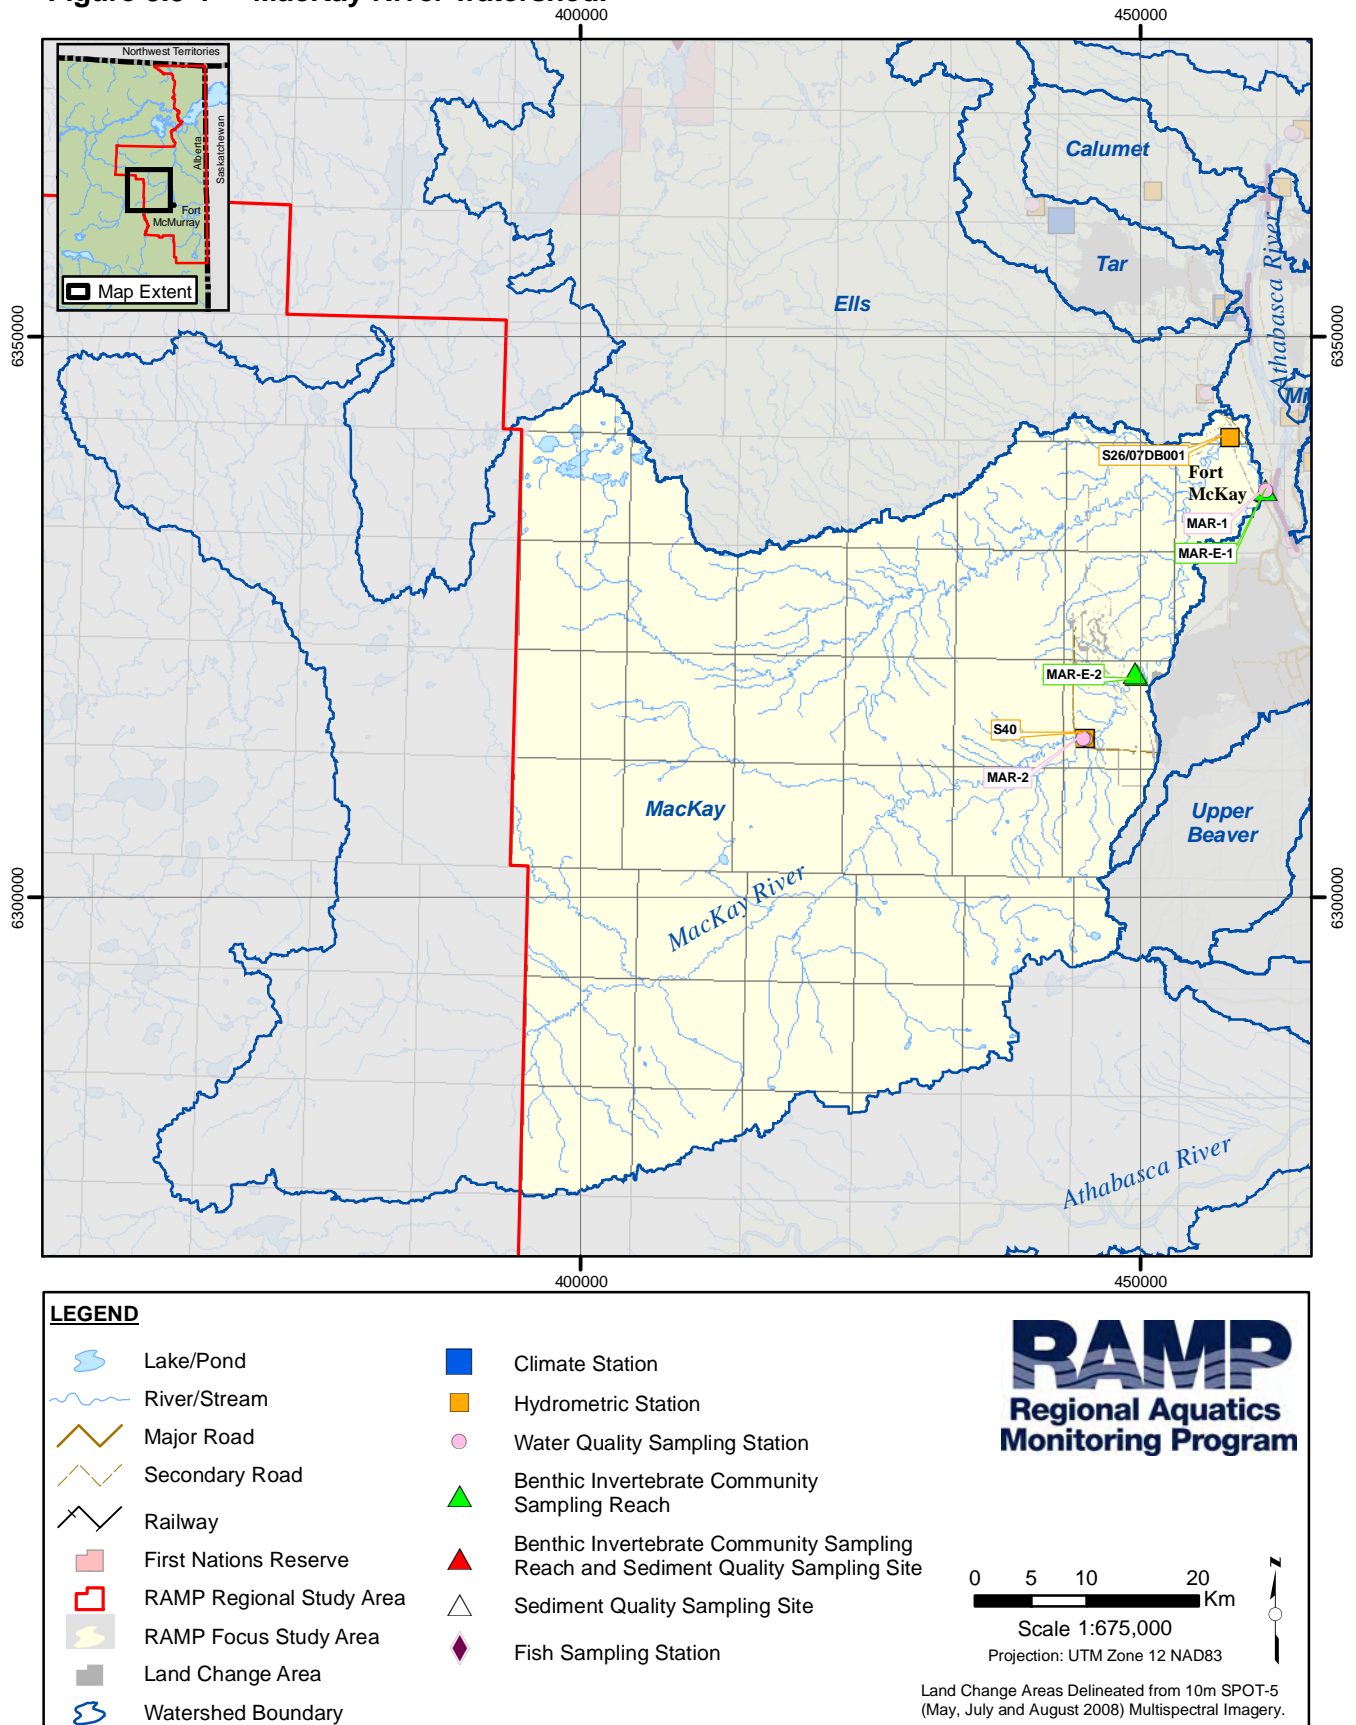 400000
450000
Northwest Territories
Alberta
Saskatchewan
Fort
McMurray
Map Extent
Calumet
Tar
Ells
Athabasca River
Athabasca River
6350000
6350000
Mi
S26/07DB001
Fort
McKay
MAR-1
MAR-E-1
MAR-E-2
S40
MAR-2
MacKay
Upper
Beaver
MacKay River
6300000
6300000
Athabasca River
400000
450000
LEGEND
Lake/Pond
River/Stream
Major Road
Secondary Road
Railway
First Nations Reserve
RAMP Regional Study Area
RAMP Focus Study Area
Land Change Area
Watershed Boundary
Climate Station
Hydrometric Station
Water Quality Sampling Station
Benthic Invertebrate Community
Sampling Reach
Benthic Invertebrate Community Sampling
Reach and Sediment Quality Sampling Site
Sediment Quality Sampling Site
Fish Sampling Station
RAMP
Regional Aquatics
Monitoring Program
0 5 10 20
Km
Scale 1:675,000
Projection: UTM Zone 12 NAD83
N
Land Change Areas Delineated from 10m SPOT-5
(May, July and August 2008) Multispectral Imagery.